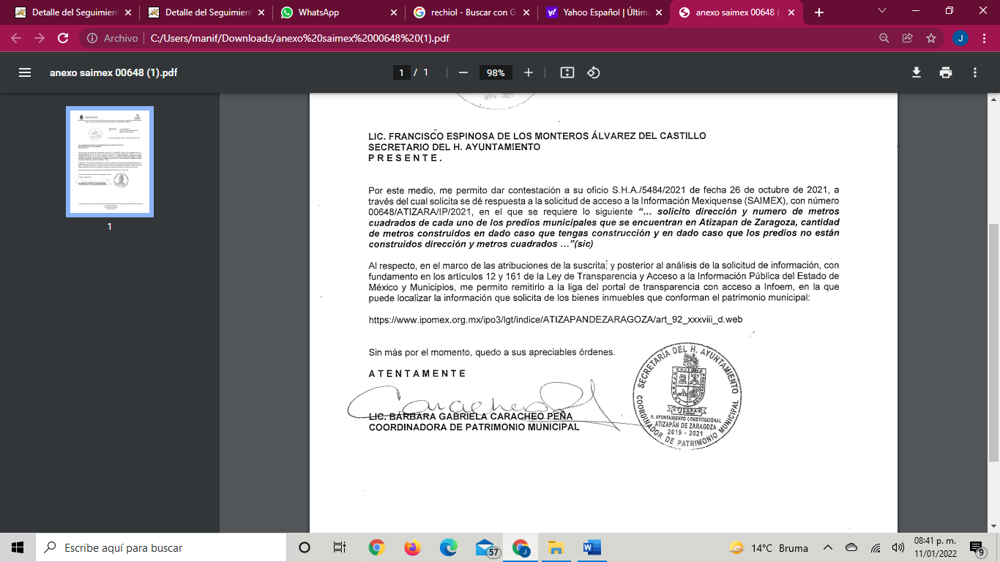 Detalle del Seguimient
Detalle del Seguimient
WhatsApp
rechiol - Buscar con G
Yahoo Español | Últim
anexo saimex 00648 (
Archivo
C:/Users/manif/Downloads/anexo%20saimex%2000648%20(1).pdf
J
anexo saimex 00648 (1).pdf
1 / 1
98%
1
2019 - 2021
LIC. FRANCISCO ESPINOSA DE LOS MONTEROS ÁLVAREZ DEL CASTILLO
SECRETARIO DEL H. AYUNTAMIENTO
P R E S E N T E .
Por este medio, me permito dar contestación a su oficio S.H.A./5484/2021 de fecha 26 de octubre de 2021, a
través del cual solicita se dé respuesta a la solicitud de acceso a la Información Mexiquense (SAIMEX), con número
00648/ATIZARA/IP/2021, en el que se requiere lo siguiente “... solicito dirección y numero de metros
cuadrados de cada uno de los predios municipales que se encuentran en Atizapan de Zaragoza, cantidad
de metros construidos en dado caso que tengas construcción y en dado caso que los predios no están
construidos dirección y metros cuadrados ...”(sic)
Al respecto, en el marco de las atribuciones de la suscrita; y posterior al análisis de la solicitud de información, con
fundamento en los artículos 12 y 161 de la Ley de Transparencia y Acceso a la Información Pública del Estado de
México y Municipios, me permito remitirlo a la liga del portal de transparencia con acceso a Infoem, en la que
puede localizar la información que solicita de los bienes inmuebles que conforman el patrimonio municipal:
https://www.ipomex.org.mx/ipo3/lgt/indice/ATIZAPANDEZARAGOZA/art_92_xxxviii_d.web
Sin más por el momento, quedo a sus apreciables órdenes.
A T E N T A M E N T E
Caracheo
LIC. BÁRBARA GABRIELA CARACHEO PEÑA
COORDINADORA DE PATRIMONIO MUNICIPAL
SECRETARÍA DEL H. AYUNTAMIENTO
ATIZAPAN
H. AYUNTAMIENTO CONSTITUCIONAL
ATIZAPÁN DE ZARAGOZA
2019 - 2021
COORDINADOR DE PATRIMONIO MUNICIPAL
Escribe aquí para buscar
57
J
14°C Bruma
08:41 p. m.
11/01/2022
9